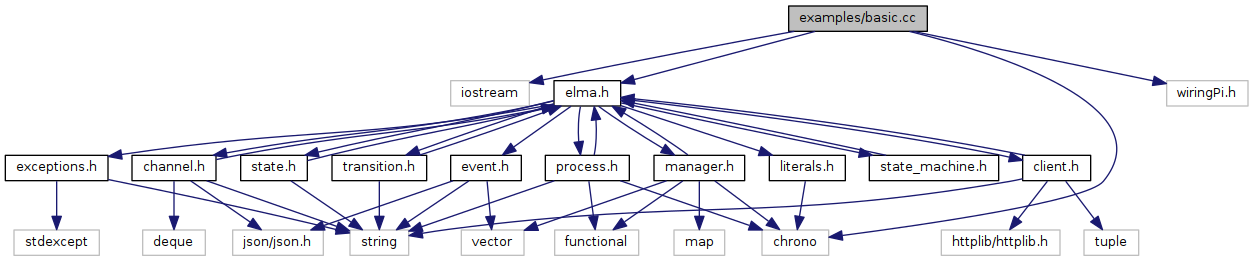 examples/basic.cc
iostream
elma.h
wiringPi.h
exceptions.h
channel.h
state.h
transition.h
event.h
process.h
manager.h
literals.h
state_machine.h
client.h
stdexcept
deque
json/json.h
string
vector
functional
map
chrono
httplib/httplib.h
tuple